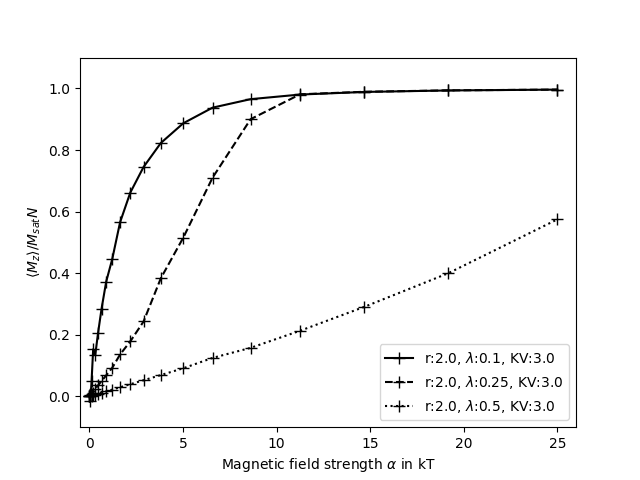 1.0
0.8
0.6
0.4
0.2
0.0
⟨M_z⟩/M_{sat}N
0 5 10 15 20 25
Magnetic field strength α in kT
r:2.0, λ:0.1, KV:3.0
r:2.0, λ:0.25, KV:3.0
r:2.0, λ:0.5, KV:3.0